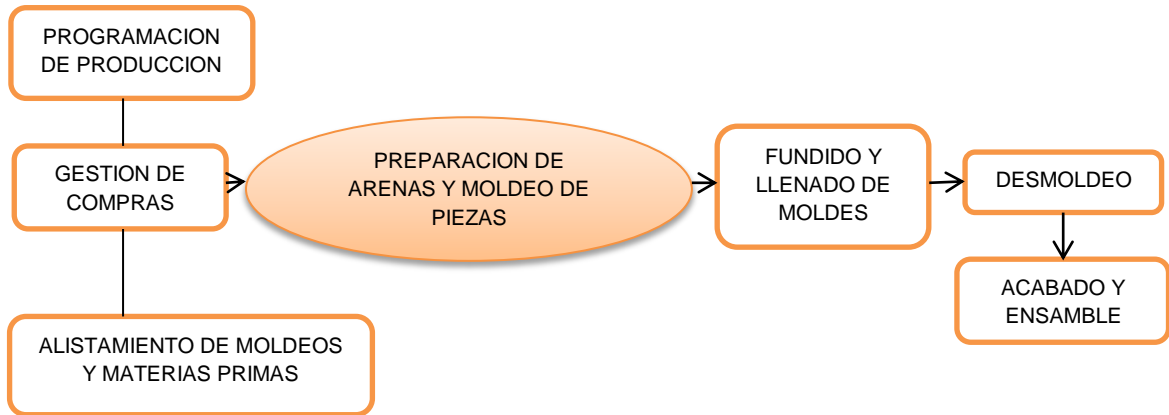 PROGRAMACION
DE PRODUCCION
GESTION DE
COMPRAS
ALISTAMIENTO DE MOLDEOS
Y MATERIAS PRIMAS
PREPARACION DE
ARENAS Y MOLDEO DE
PIEZAS
FUNDIDO Y
LLENADO DE
MOLDES
DESMOLDEO
ACABADO Y
ENSAMBLE